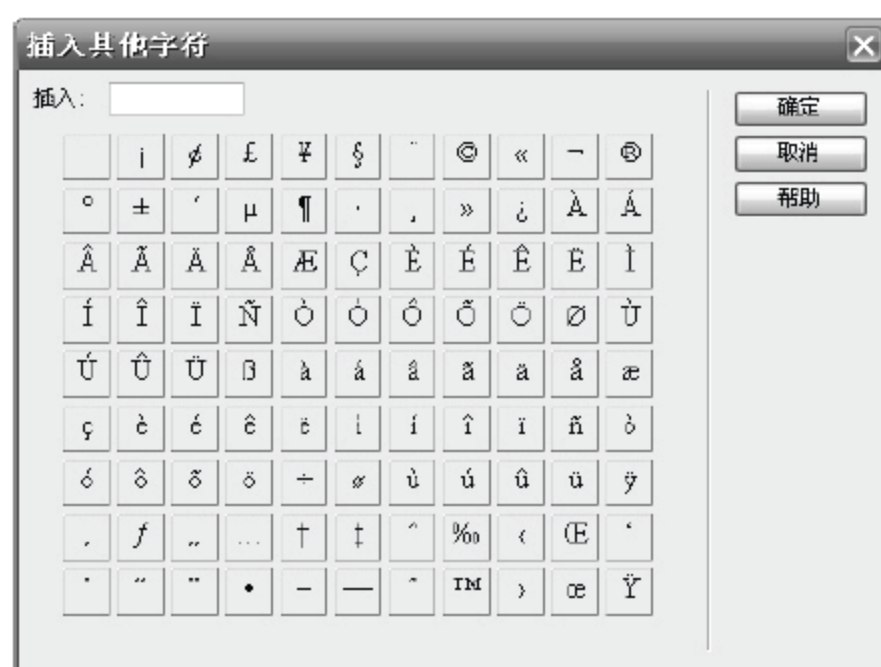 插入其他字符
插入:
确定
取消
帮助
¡ ¢ £ ¥ § ¨ © « ¬ ®
° ± ´ µ ¶ · ¸ » ¿ À Á
Â Ã Ä Å Æ Ç È É Ê Ë Ì
Í Î Ï Ñ Ò Ó Ô Õ Ö Ø Ù
Ú Û Ü ß à á â ã ä å æ
ç è é ê ë ì í î ï ñ ò
ó ô õ ö ÷ ø ù ú û ü ÿ
‚ ƒ „ … † ‡ ˆ ‰ ‹ Œ ‘
’ “ ” • – — ˜ ™ › œ Ÿ